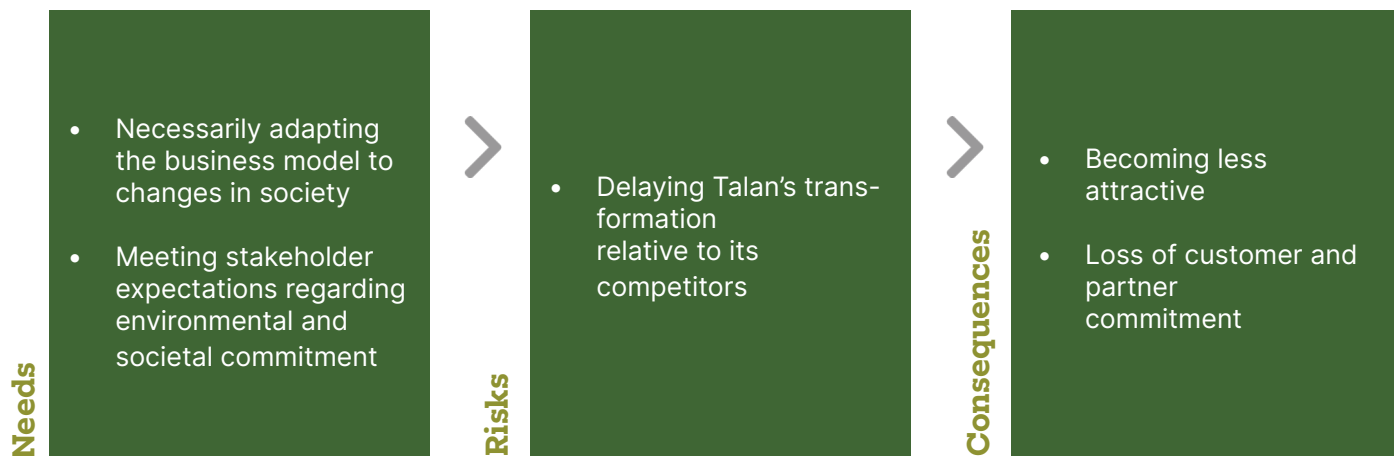 Needs
• Necessarily adapting
the business model to
changes in society
• Meeting stakeholder
expectations regarding
environmental and
societal commitment
Risks
• Delaying Talan’s trans-
formation
relative to its
competitors
Consequences
• Becoming less
attractive
• Loss of customer and
partner
commitment